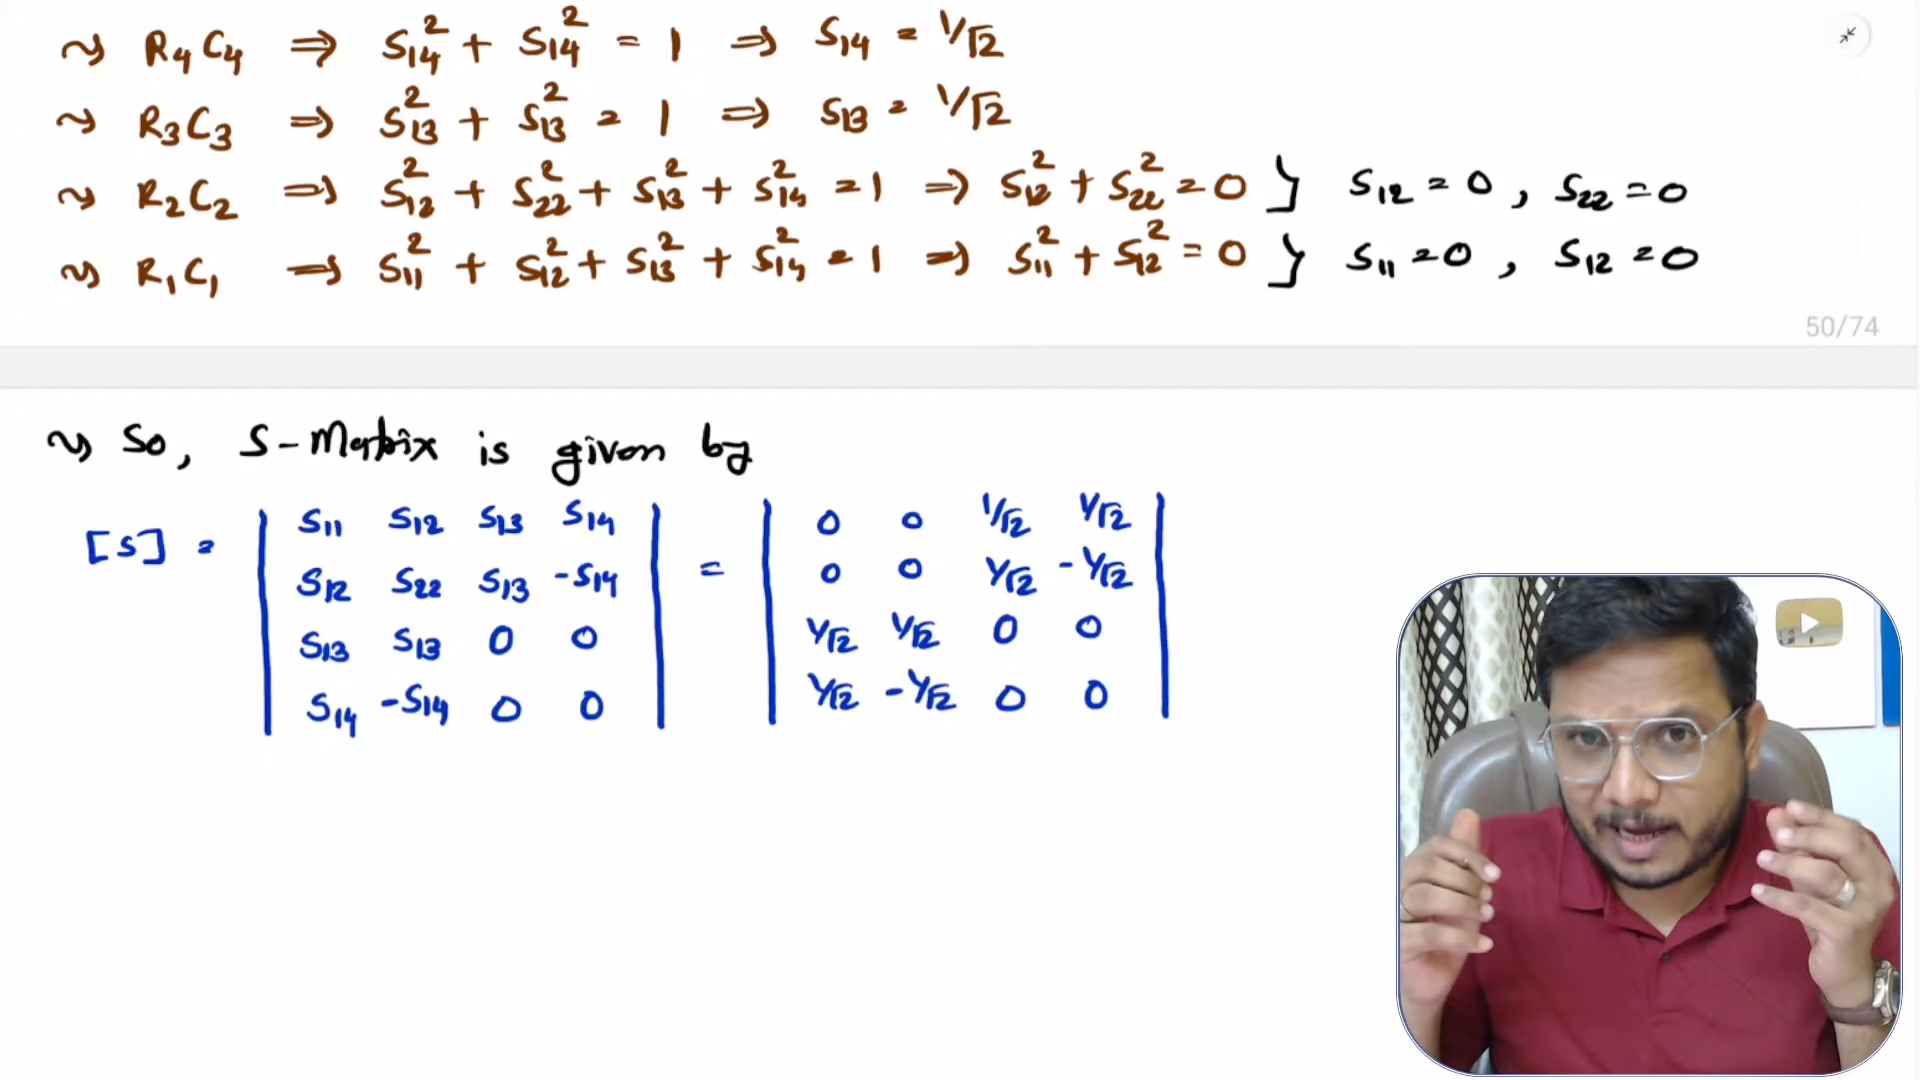 ~> R₄C₄ ⇒ S₁₄² + S₁₄² = 1 ⇒ S₁₄ = 1/√2
~> R₃C₃ ⇒ S₁₃² + S₁₃² = 1 ⇒ S₁₃ = 1/√2
~> R₂C₂ ⇒ S₁₂² + S₂₂² + S₁₃² + S₁₄² = 1 ⇒ S₁₂² + S₂₂² = 0 } S₁₂ = 0 , S₂₂ = 0
~> R₁C₁ ⇒ S₁₁² + S₁₂² + S₁₃² + S₁₄² = 1 ⇒ S₁₁² + S₁₂² = 0 } S₁₁ = 0 , S₁₂ = 0
50/74
~> So, S-Matrix is given by
[S] = | S₁₁ S₁₂ S₁₃ S₁₄ | = | 0 0 1/√2 1/√2 |
| S₁₂ S₂₂ S₁₃ -S₁₄ | | 0 0 1/√2 -1/√2 |
| S₁₃ S₁₃ 0 0 | | 1/√2 1/√2 0 0 |
| S₁₄ -S₁₄ 0 0 | | 1/√2 -1/√2 0 0 |